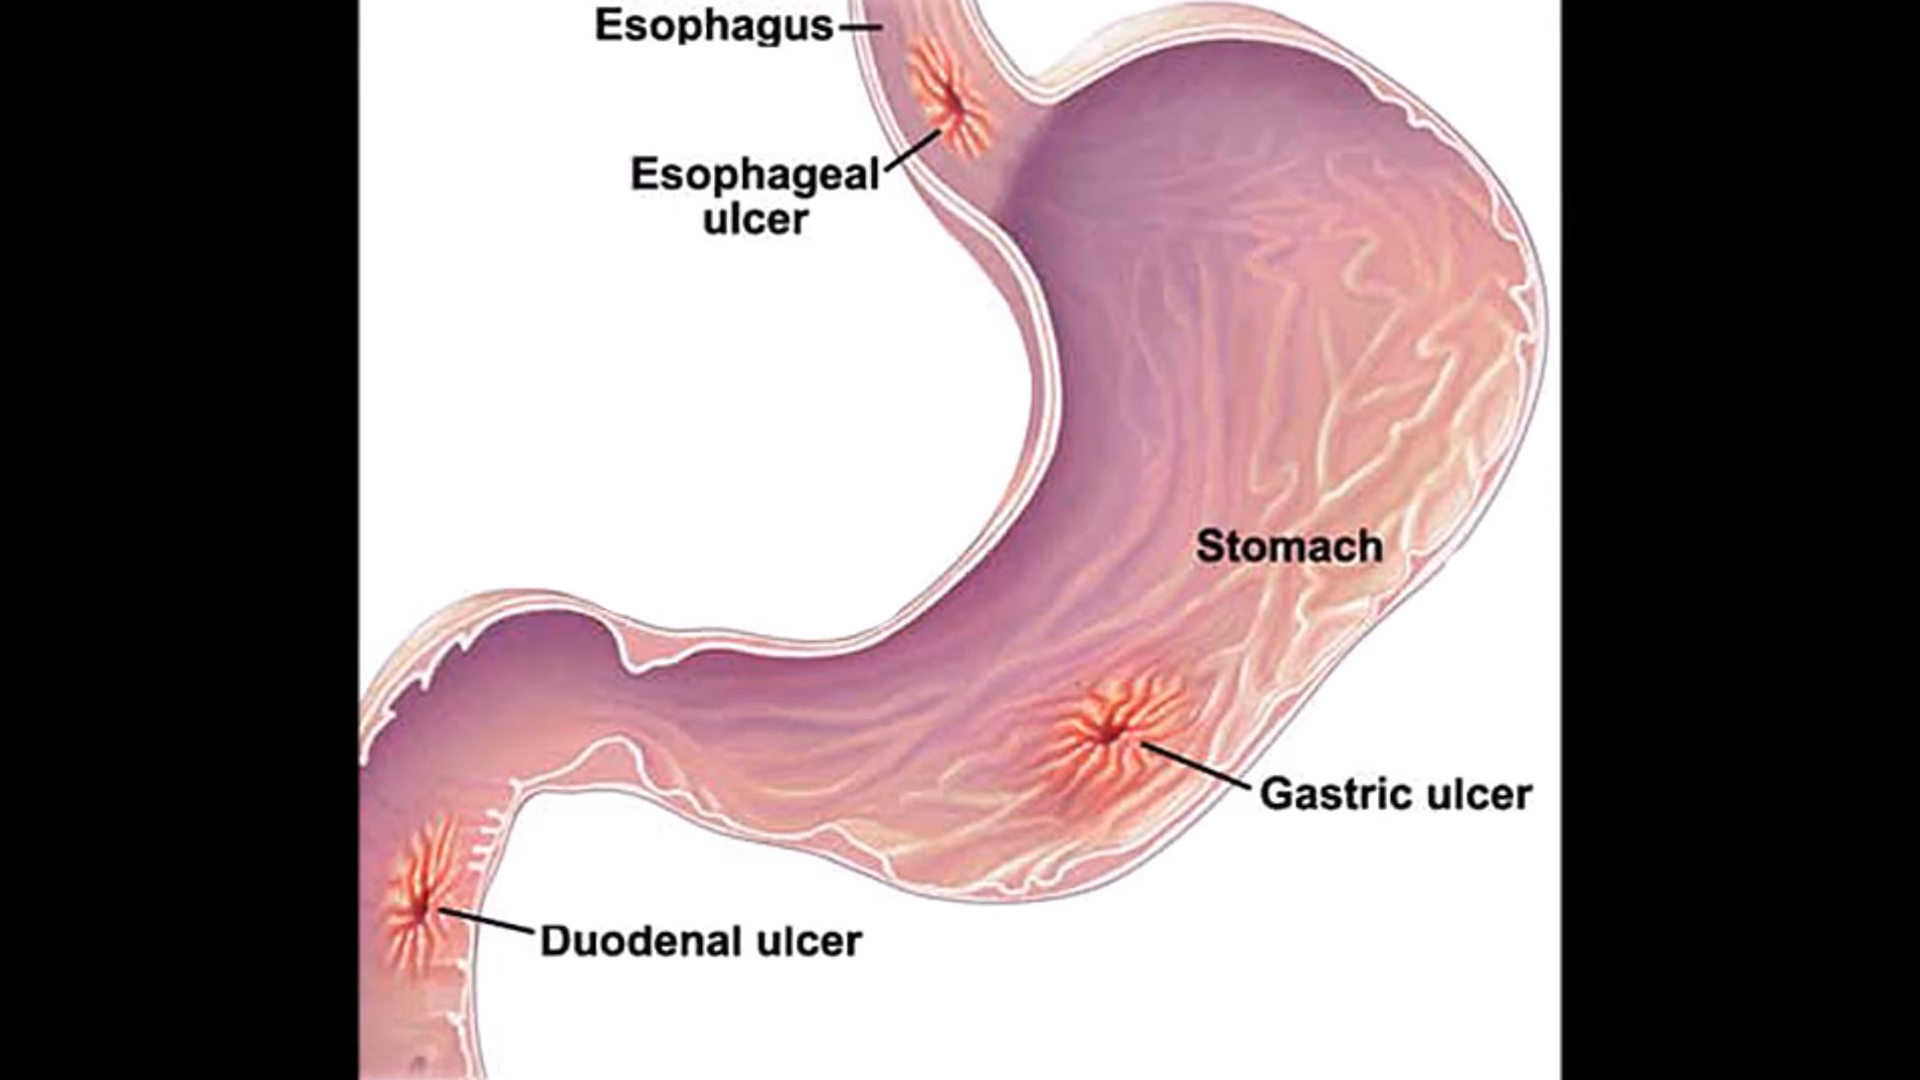 Esophagus
Esophageal
ulcer
Stomach
Gastric ulcer
Duodenal ulcer